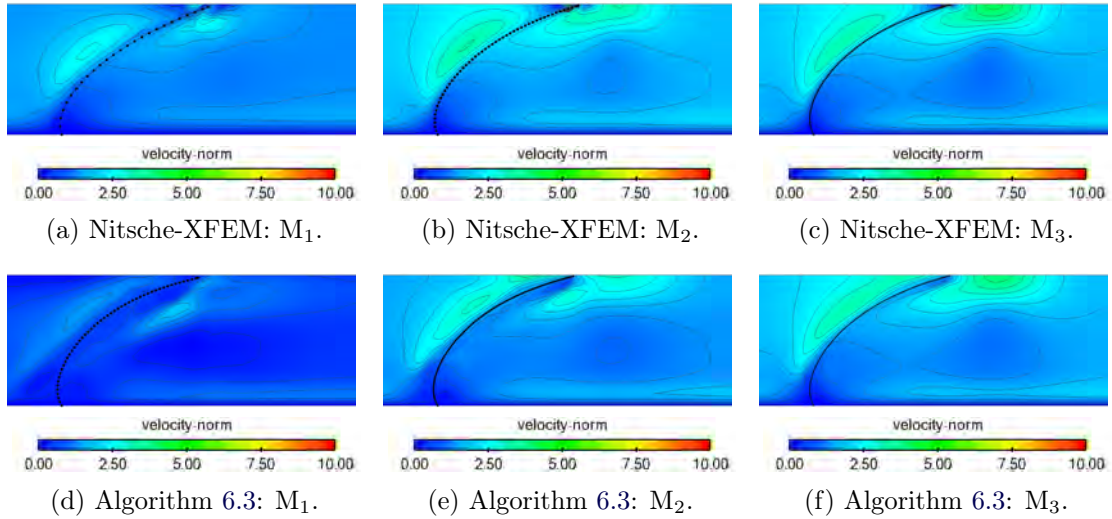 velocity-norm velocity-norm velocity-norm
0.00 2.50 5.00 7.50 10.00 0.00 2.50 5.00 7.50 10.00 0.00 2.50 5.00 7.50 10.00
(a) Nitsche-XFEM: M₁. (b) Nitsche-XFEM: M₂. (c) Nitsche-XFEM: M₃.
velocity-norm velocity-norm velocity-norm
0.00 2.50 5.00 7.50 10.00 0.00 2.50 5.00 7.50 10.00 0.00 2.50 5.00 7.50 10.00
(d) Algorithm 6.3: M₁. (e) Algorithm 6.3: M₂. (f) Algorithm 6.3: M₃.